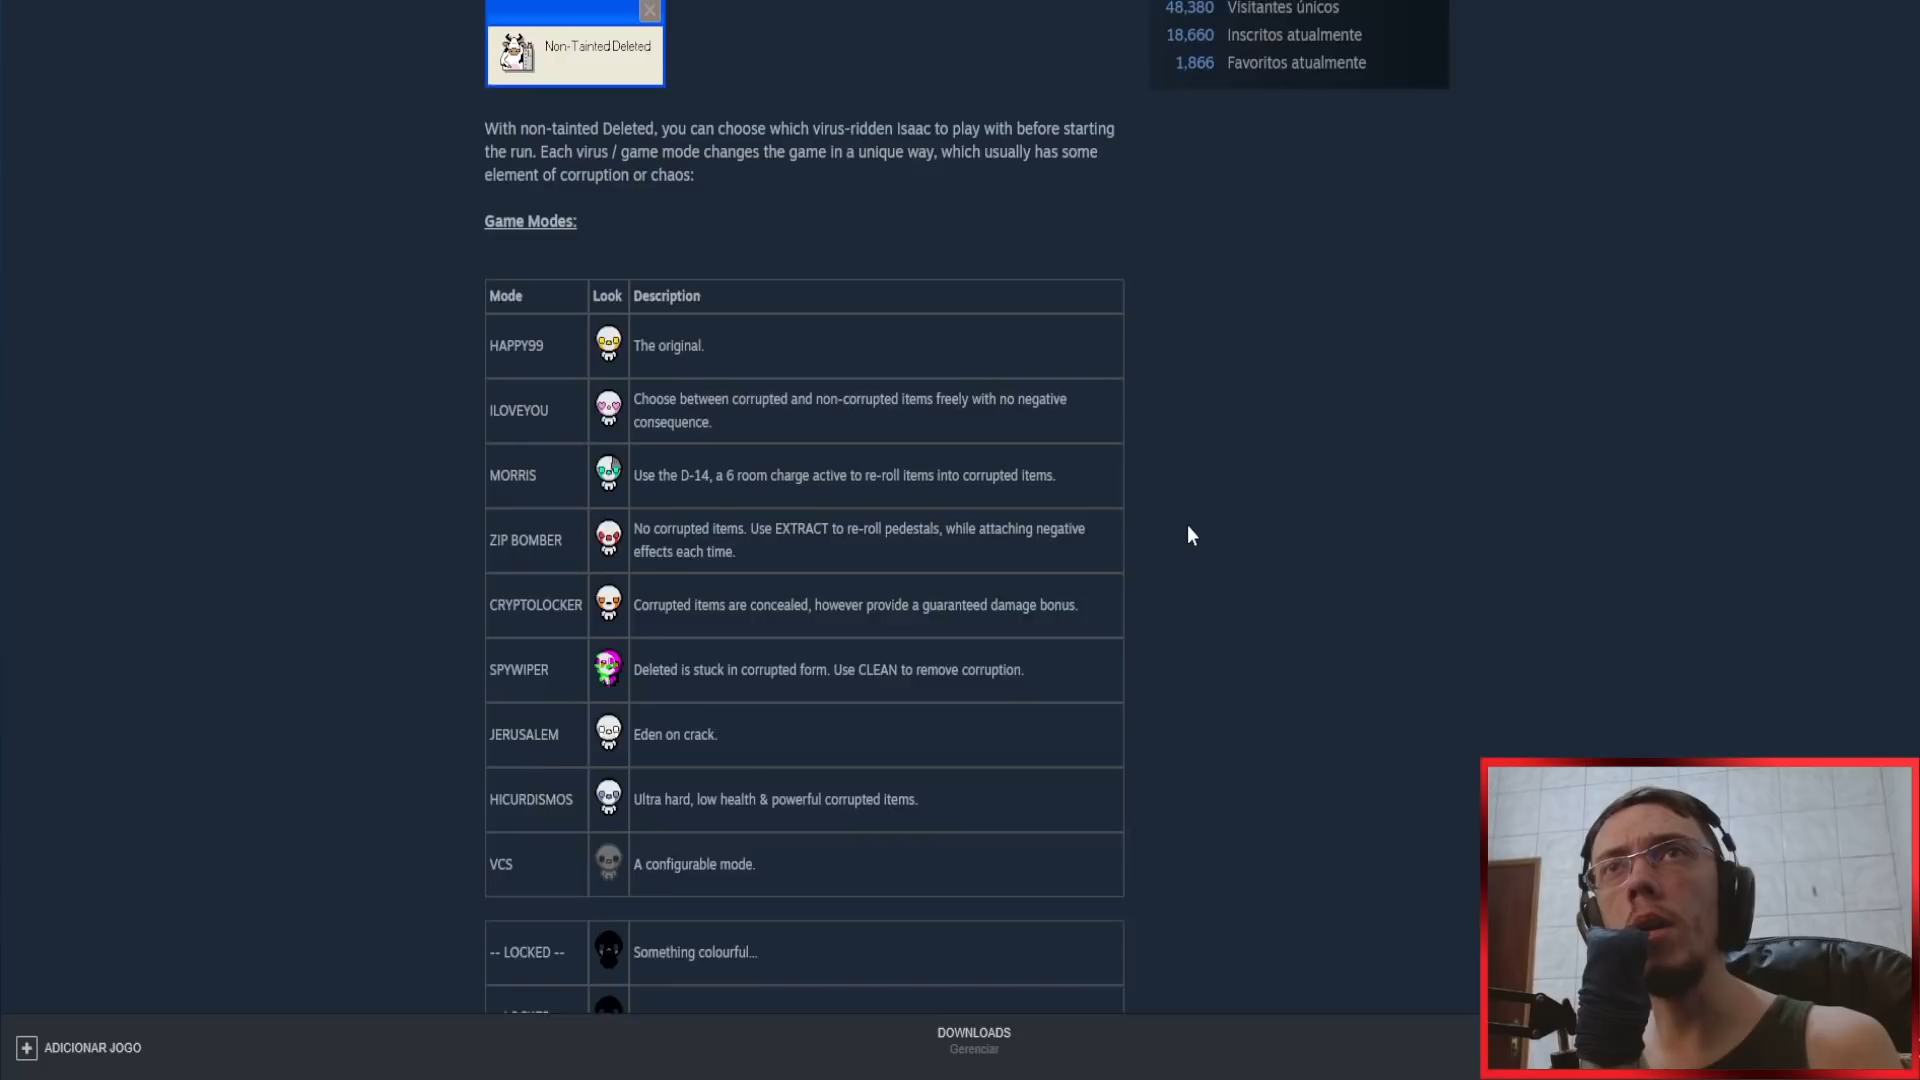 48,380 Visitantes únicos
18,660 Inscritos atualmente
1,866 Favoritos atualmente
Non-Tainted Deleted
With non-tainted Deleted, you can choose which virus-ridden Isaac to play with before starting
the run. Each virus / game mode changes the game in a unique way, which usually has some
element of corruption or chaos:
Game Modes:
Mode Look Description
HAPPY99 The original.
ILOVEYOU Choose between corrupted and non-corrupted items freely with no negative
consequence.
MORRIS Use the D-14, a 6 room charge active to re-roll items into corrupted items.
ZIP BOMBER No corrupted items. Use EXTRACT to re-roll pedestals, while attaching negative
effects each time.
CRYPTOLOCKER Corrupted items are concealed, however provide a guaranteed damage bonus.
SPYWIPER Deleted is stuck in corrupted form. Use CLEAN to remove corruption.
JERUSALEM Eden on crack.
HICURDISMOS Ultra hard, low health & powerful corrupted items.
VCS A configurable mode.
-- LOCKED -- Something colourful...
ADICIONAR JOGO
DOWNLOADS
Gerenciar